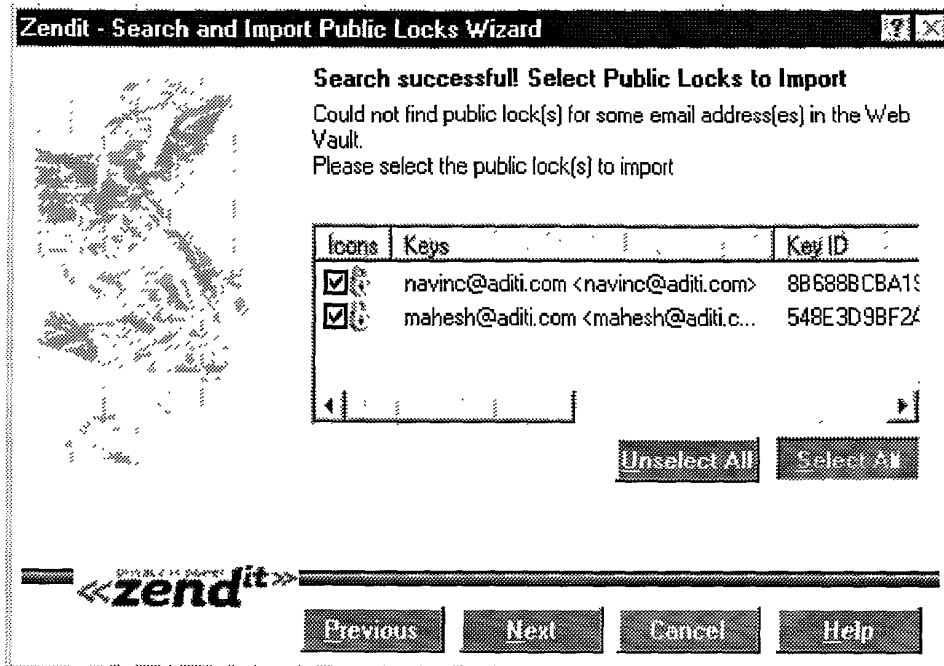 Zendit - Search and Import Public Locks Wizard
Search successful! Select Public Locks to Import
Could not find public lock(s) for some email address(es) in the Web
Vault.
Please select the public lock(s) to import
Icons Keys Key ID
navinc@aditi.com <navinc@aditi.com> 8B688BCBA19
mahesh@aditi.com <mahesh@aditi.c... 548E3D9BF2A
Unselect All Select All
«zendit»
Previous Next Cancel Help